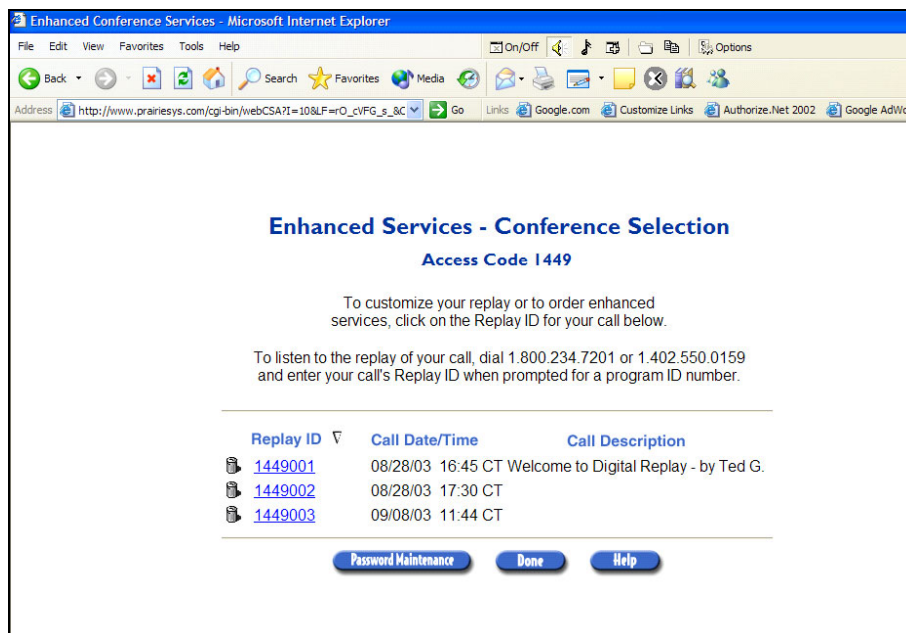 Enhanced Conference Services - Microsoft Internet Explorer
File Edit View Favorites Tools Help On/Off Options
Back Search Favorites Media
Address http://www.prairiesys.com/cgi-bin/webCSA?I=10&LF=rO_cVFG_s_&C Go Links Google.com Customize Links Authorize.Net 2002 Google AdWo
Enhanced Services - Conference Selection
Access Code 1449
To customize your replay or to order enhanced
services, click on the Replay ID for your call below.
To listen to the replay of your call, dial 1.800.234.7201 or 1.402.550.0159
and enter your call's Replay ID when prompted for a program ID number.
Replay ID Call Date/Time Call Description
1449001 08/28/03 16:45 CT Welcome to Digital Replay - by Ted G.
1449002 08/28/03 17:30 CT
1449003 09/08/03 11:44 CT
Password Maintenance Done Help